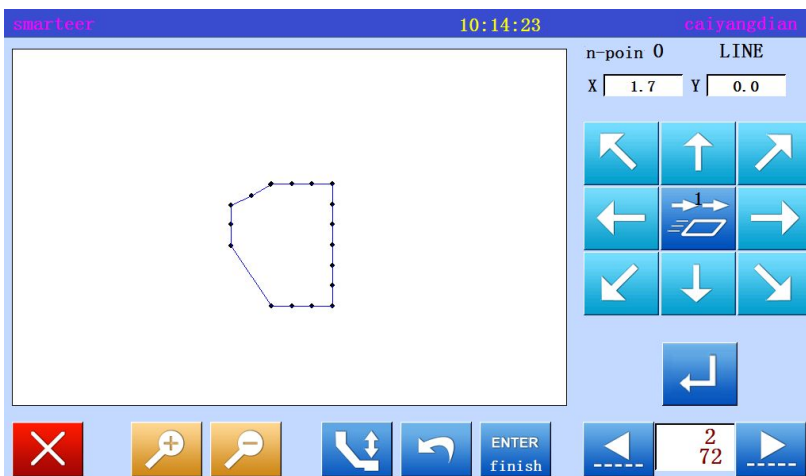 smarteer 10:14:23 caiyangdian
n-poin 0 LINE
X 1.7 Y 0.0
1
ENTER
finish
2
72